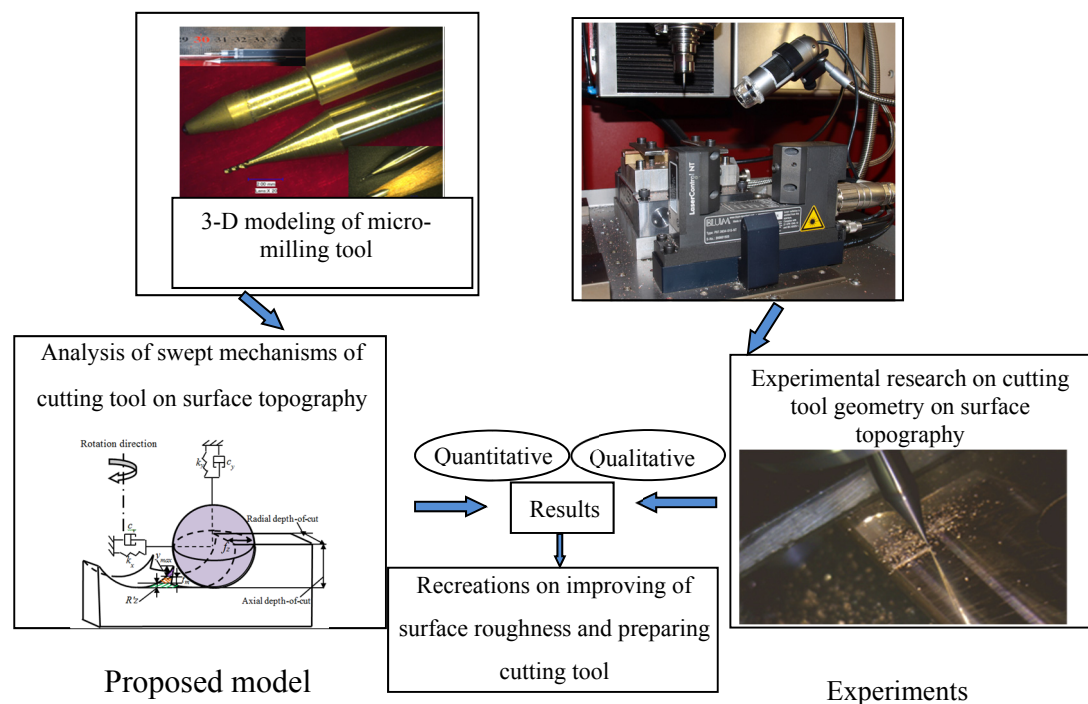 3-D modeling of micro-
milling tool
LaserControl NT
BLUM
Analysis of swept mechanisms of
cutting tool on surface topography
Rotation direction
Radial depth-of-cut
Axial depth-of-cut
Quantitative
Qualitative
Results
Experimental research on cutting
tool geometry on surface
topography
Recreations on improving of
surface roughness and preparing
cutting tool
Proposed model
Experiments